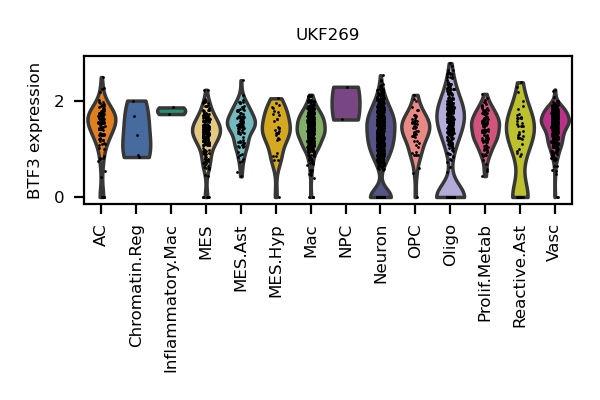 UKF269
BTF3 expression
2
0
AC
Chromatin.Reg
Inflammatory.Mac
MES
MES.Ast
MES.Hyp
Mac
NPC
Neuron
OPC
Oligo
Prolif.Metab
Reactive.Ast
Vasc